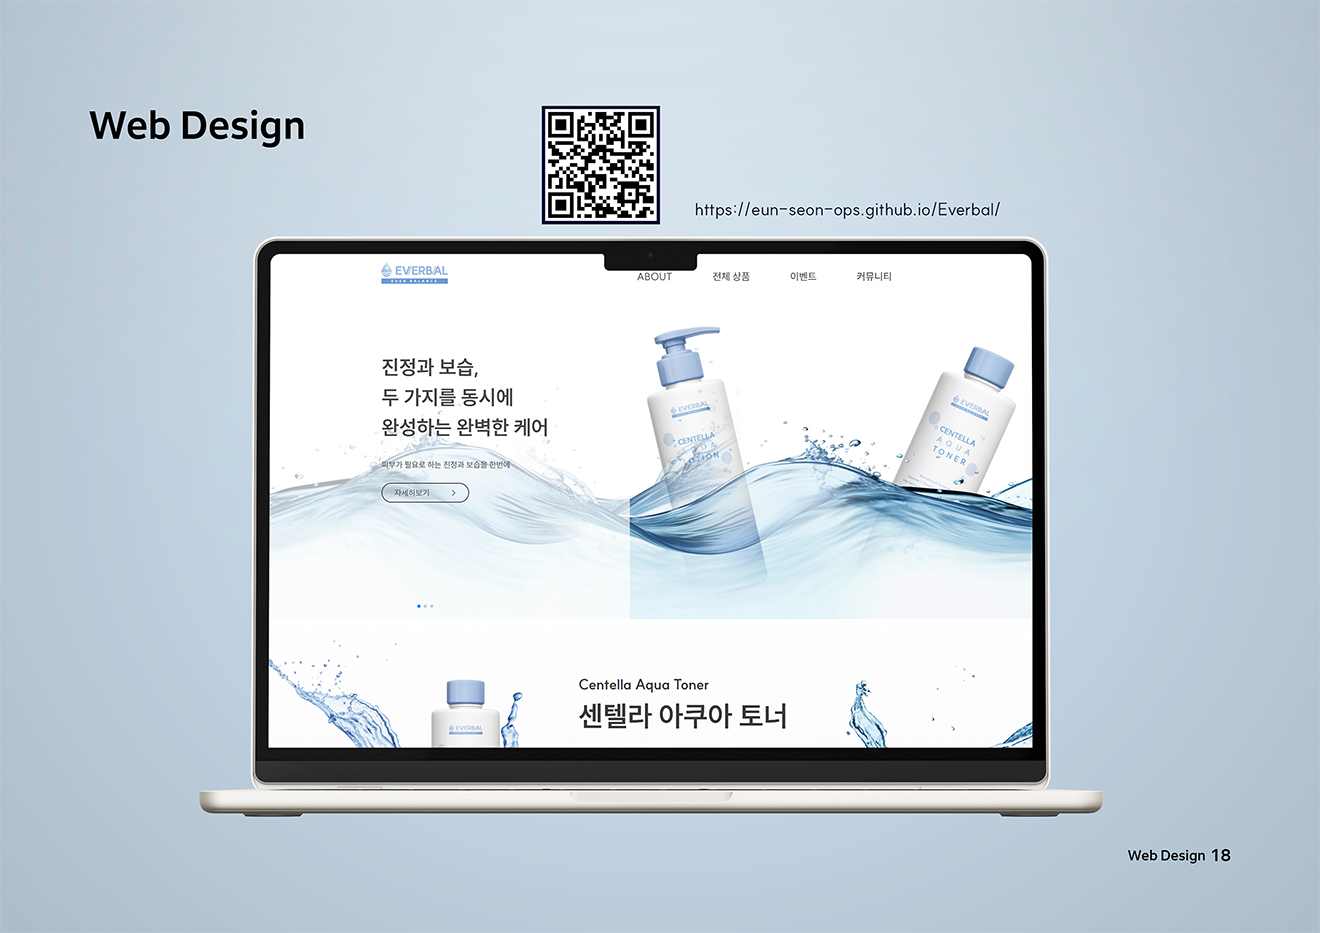 Web Design
https://eun-seon-ops.github.io/Everbal/
EVERBAL
EVER BALANCE
ABOUT
전체 상품
이벤트
커뮤니티
진정과 보습,
두 가지를 동시에
완성하는 완벽한 케어
피부가 필요로 하는 진정과 보습을 한번에
자세히보기
EVERBAL
CENTELLA
AQUA
LOTION
EVERBAL
CENTELLA
AQUA
TONER
EVERBAL
Centella Aqua Toner
센텔라 아쿠아 토너
Web Design 18